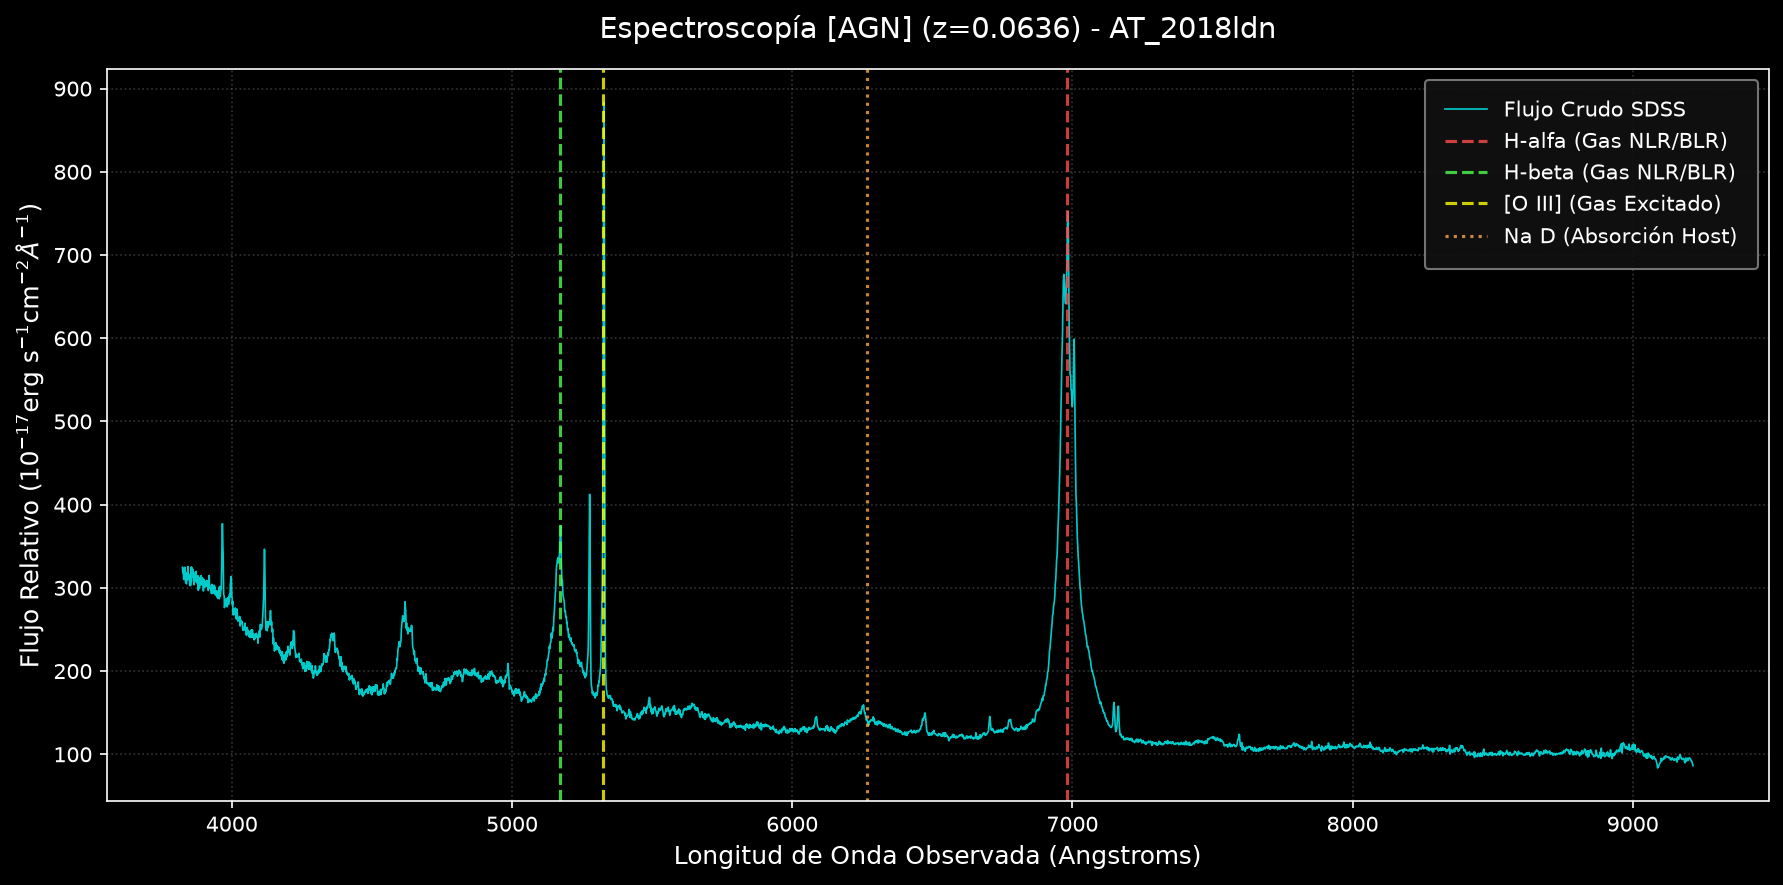 Espectroscopía [AGN] (z=0.0636) - AT_2018ldn
Flujo Relativo (10⁻¹⁷erg s⁻¹cm⁻²Å⁻¹)
900
800
700
600
500
400
300
200
100
Flujo Crudo SDSS
H-alfa (Gas NLR/BLR)
H-beta (Gas NLR/BLR)
[O III] (Gas Excitado)
Na D (Absorción Host)
4000 5000 6000 7000 8000 9000
Longitud de Onda Observada (Angstroms)